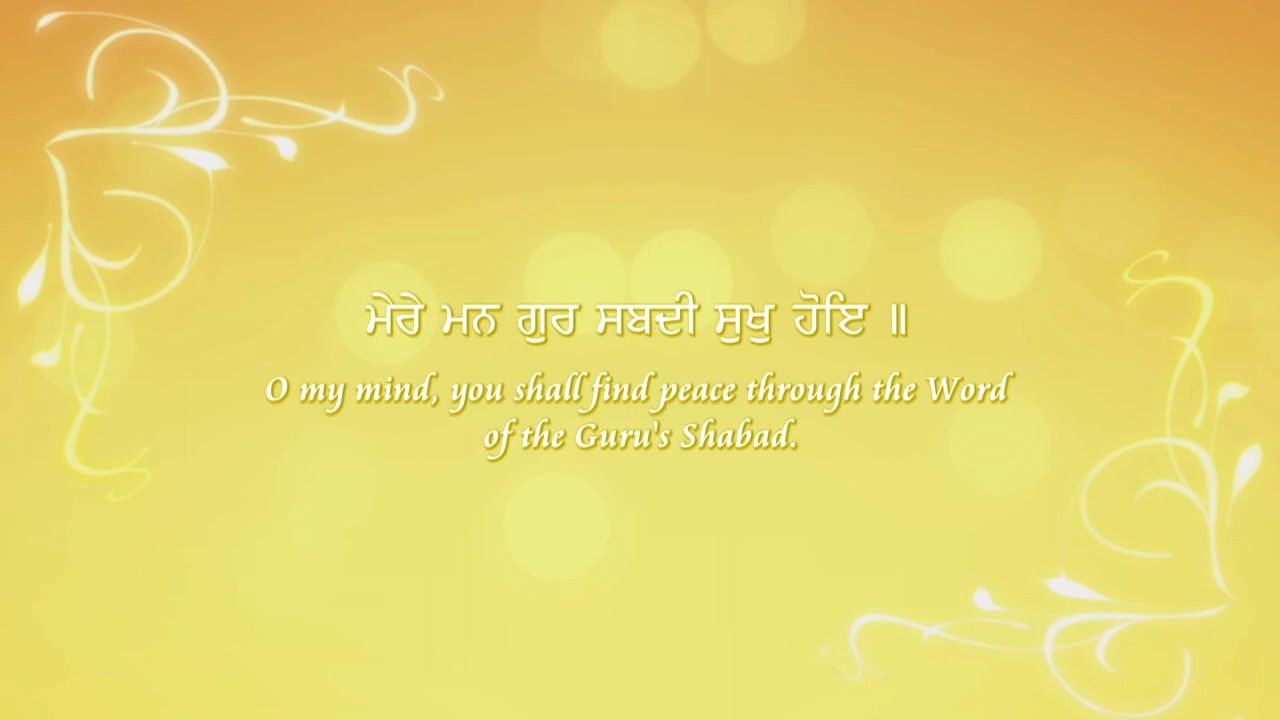 ਮੇਰੇ ਮਨ ਗੁਰ ਸਬਦੀ ਸੁਖੁ ਹੋਇ ॥
O my mind, you shall find peace through the Word
of the Guru's Shabad.